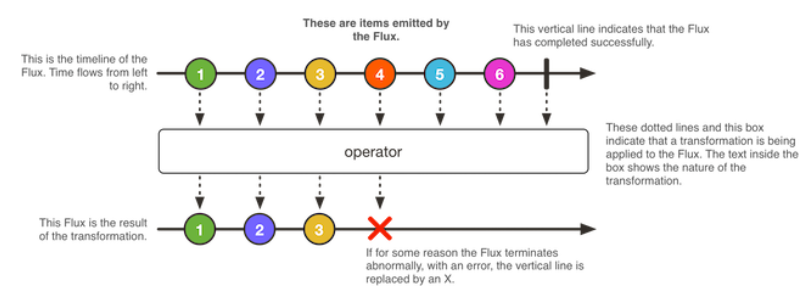 These are items emitted by
the Flux.
This vertical line indicates that the Flux
has completed successfully.
This is the timeline of the
Flux. Time flows from left
to right.
1 2 3 4 5 6
These dotted lines and this box
indicate that a transformation is being
applied to the Flux. The text inside the
box shows the nature of the
transformation.
operator
This Flux is the result
of the transformation.
1 2 3
If for some reason the Flux terminates
abnormally, with an error, the vertical line is
replaced by an X.